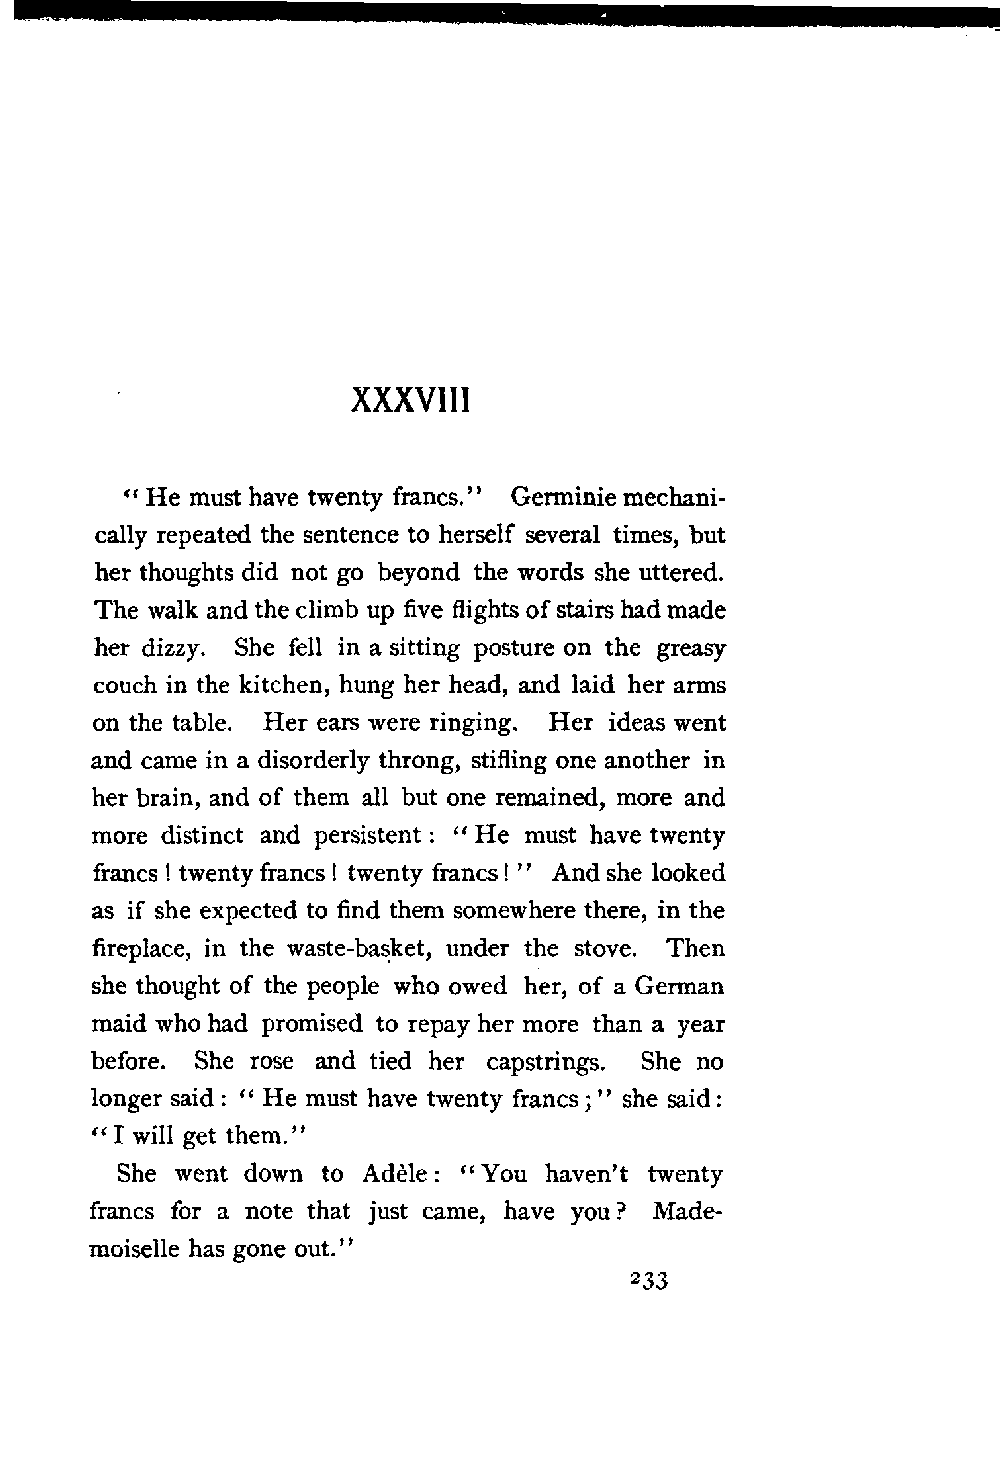 XXXVIII
“ He must have twenty francs.” Germinie mechani-
cally repeated the sentence to herself several times, but
her thoughts did not go beyond the words she uttered.
The walk and the climb up five flights of stairs had made
her dizzy. She fell in a sitting posture on the greasy
couch in the kitchen, hung her head, and laid her arms
on the table. Her ears were ringing. Her ideas went
and came in a disorderly throng, stifling one another in
her brain, and of them all but one remained, more and
more distinct and persistent : “ He must have twenty
francs ! twenty francs ! twenty francs ! ” And she looked
as if she expected to find them somewhere there, in the
fireplace, in the waste-basket, under the stove. Then
she thought of the people who owed her, of a German
maid who had promised to repay her more than a year
before. She rose and tied her capstrings. She no
longer said : “ He must have twenty francs ; ” she said :
“ I will get them.”
She went down to Adèle : “ You haven't twenty
francs for a note that just came, have you ? Made-
moiselle has gone out.”
233